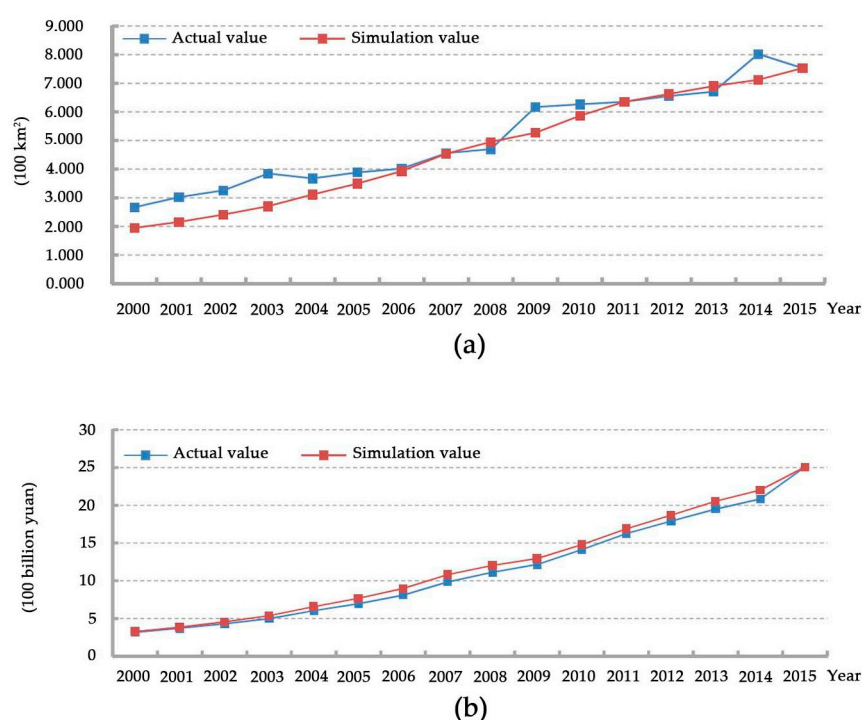 9.000
Actual value Simulation value
8.000
7.000
6.000
5.000
4.000
3.000
2.000
1.000
0.000
(100 km²)
2000 2001 2002 2003 2004 2005 2006 2007 2008 2009 2010 2011 2012 2013 2014 2015 Year
(a)
30
Actual value Simulation value
25
20
15
10
5
0
(100 billion yuan)
2000 2001 2002 2003 2004 2005 2006 2007 2008 2009 2010 2011 2012 2013 2014 2015 Year
(b)